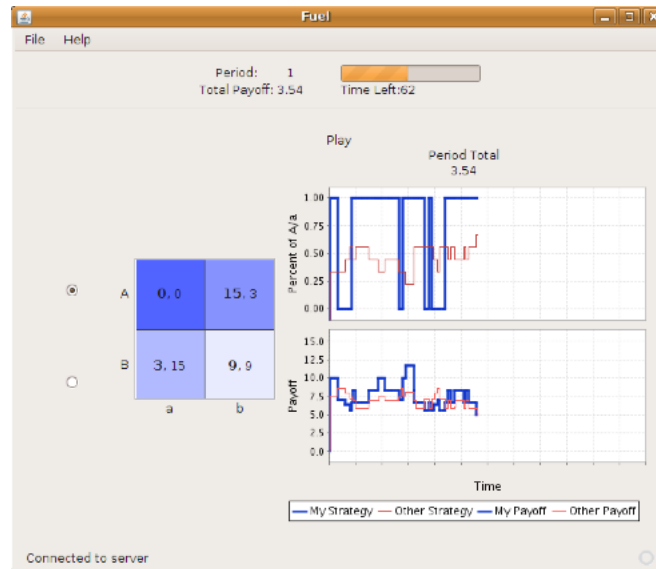 Fuel
File Help
Period: 1
Total Payoff: 3.54 Time Left:62
Play
Period Total
3.54
Percent of A/a
1.00
0.75
0.50
0.25
0.00
A 0, 0 15, 3
B 3, 15 9, 9
a b
Payoff
15.0
12.5
10.0
7.5
5.0
2.5
0.0
Time
My Strategy Other Strategy My Payoff Other Payoff
Connected to server